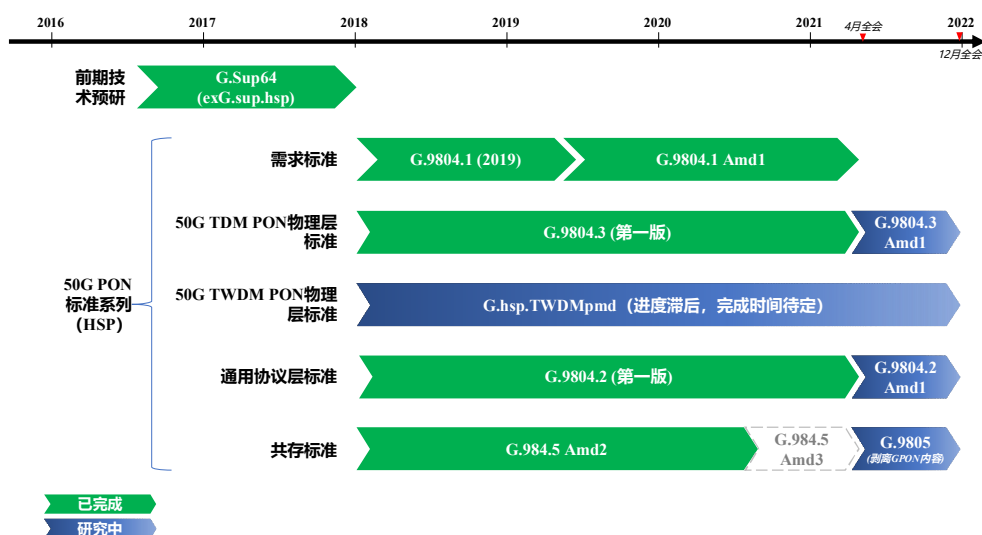 2016 2017 2018 2019 2020 2021 2022
4月全会
12月全会
前期技
术预研
G.Sup64
(exG.sup.hsp)
需求标准
G.9804.1 (2019)
G.9804.1 Amd1
50G TDM PON物理层
标准
G.9804.3 (第一版)
G.9804.3
Amd1
50G PON
标准系列
（HSP）
50G TWDM PON物理
层标准
G.hsp.TWDMpmd（进度滞后，完成时间待定）
通用协议层标准
G.9804.2 (第一版)
G.9804.2
Amd1
共存标准
G.984.5 Amd2
G.984.5
Amd3
G.9805
(剥离GPON内容)
已完成
研究中